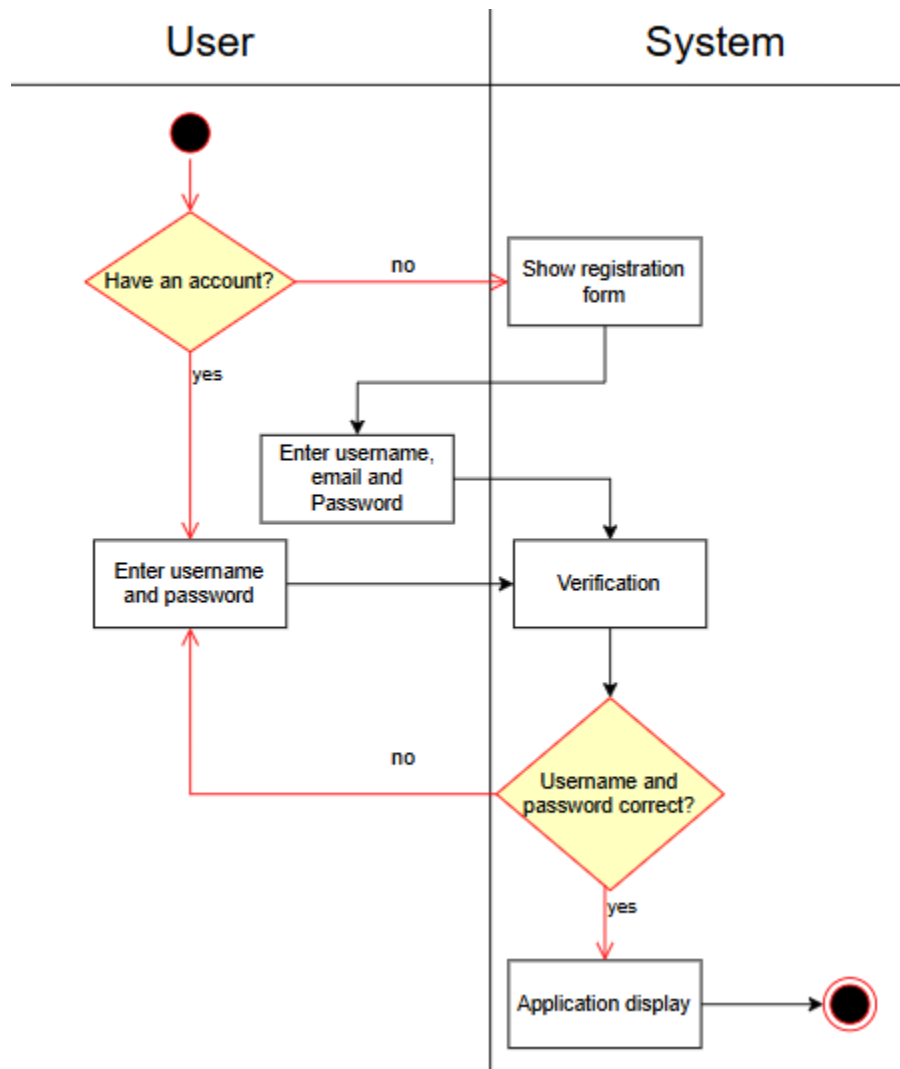 User
System
Have an account?
no
Show registration
form
yes
Enter username,
email and
Password
Enter username
and password
Verification
no
Username and
password correct?
yes
Application display